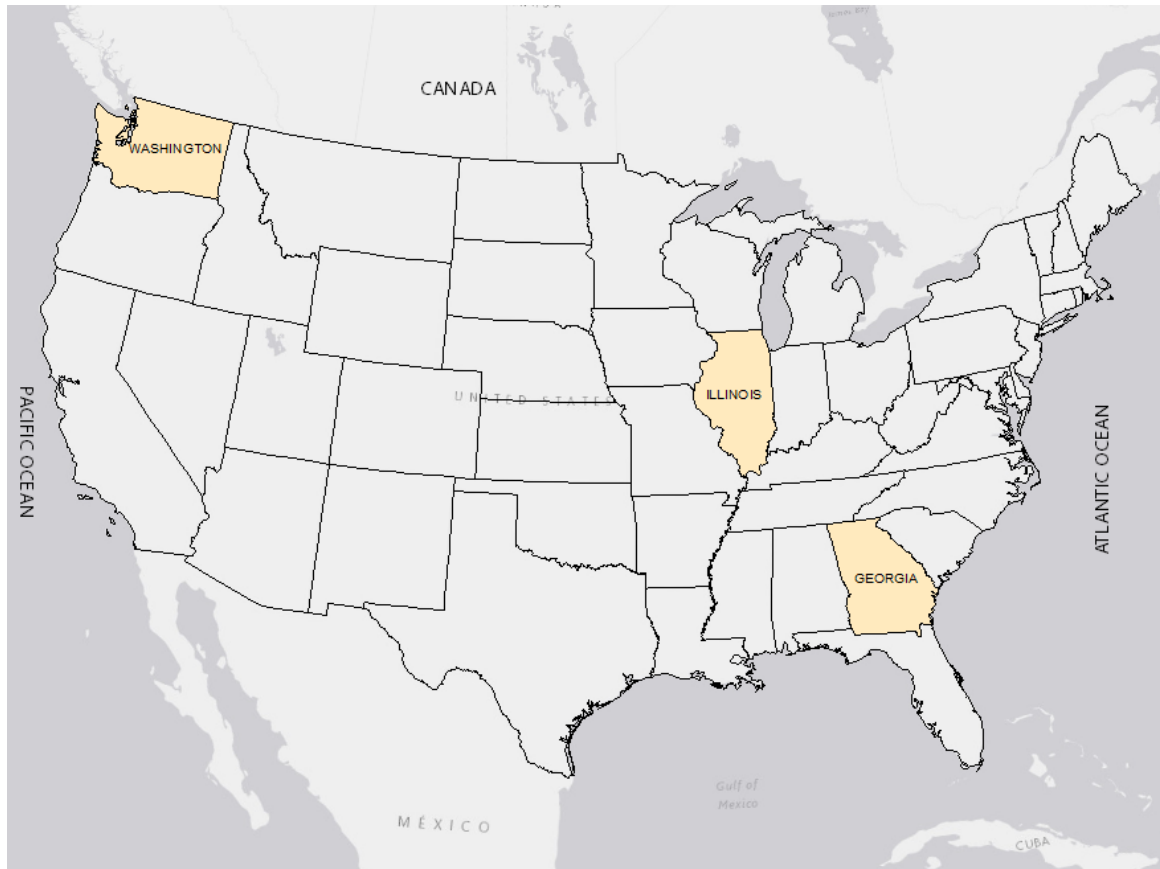 CANADA
WASHINGTON
ILLINOIS
UNITED STATES
PACIFIC OCEAN
ATLANTIC OCEAN
GEORGIA
Gulf of
Mexico
MÉXICO
CUBA